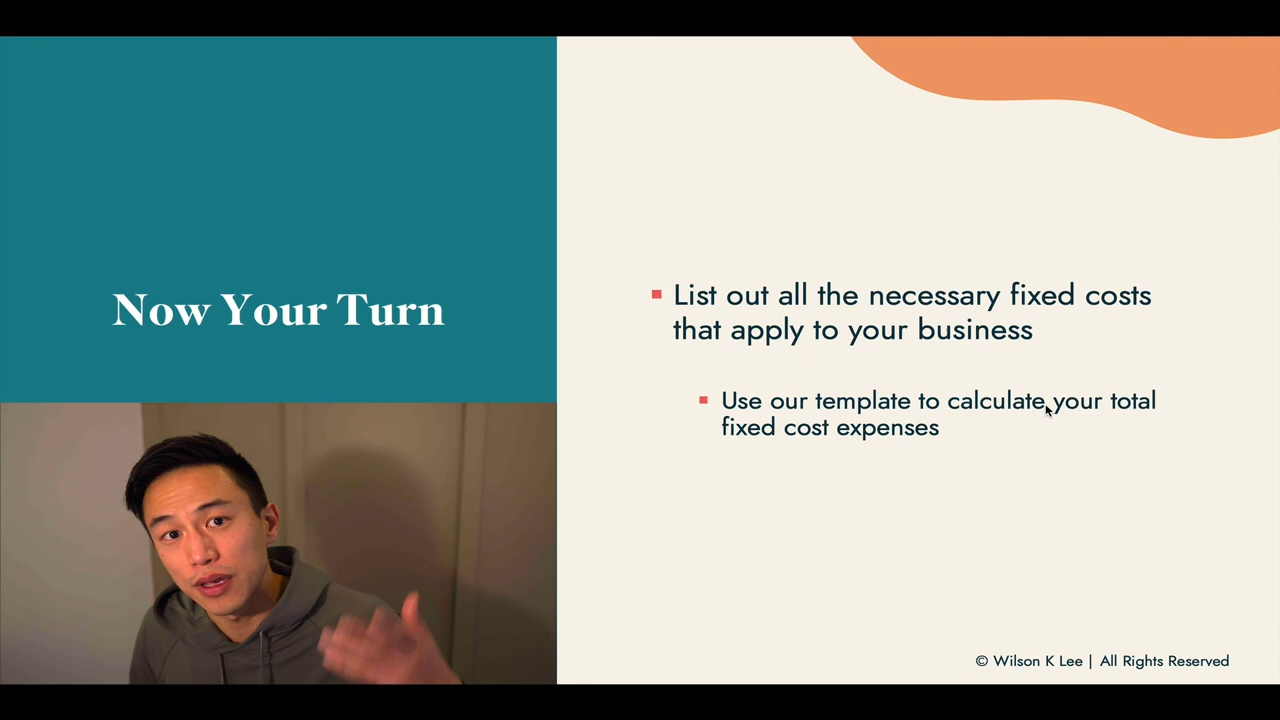 Now Your Turn
List out all the necessary fixed costs
that apply to your business
Use our template to calculate your total
fixed cost expenses
© Wilson K Lee | All Rights Reserved